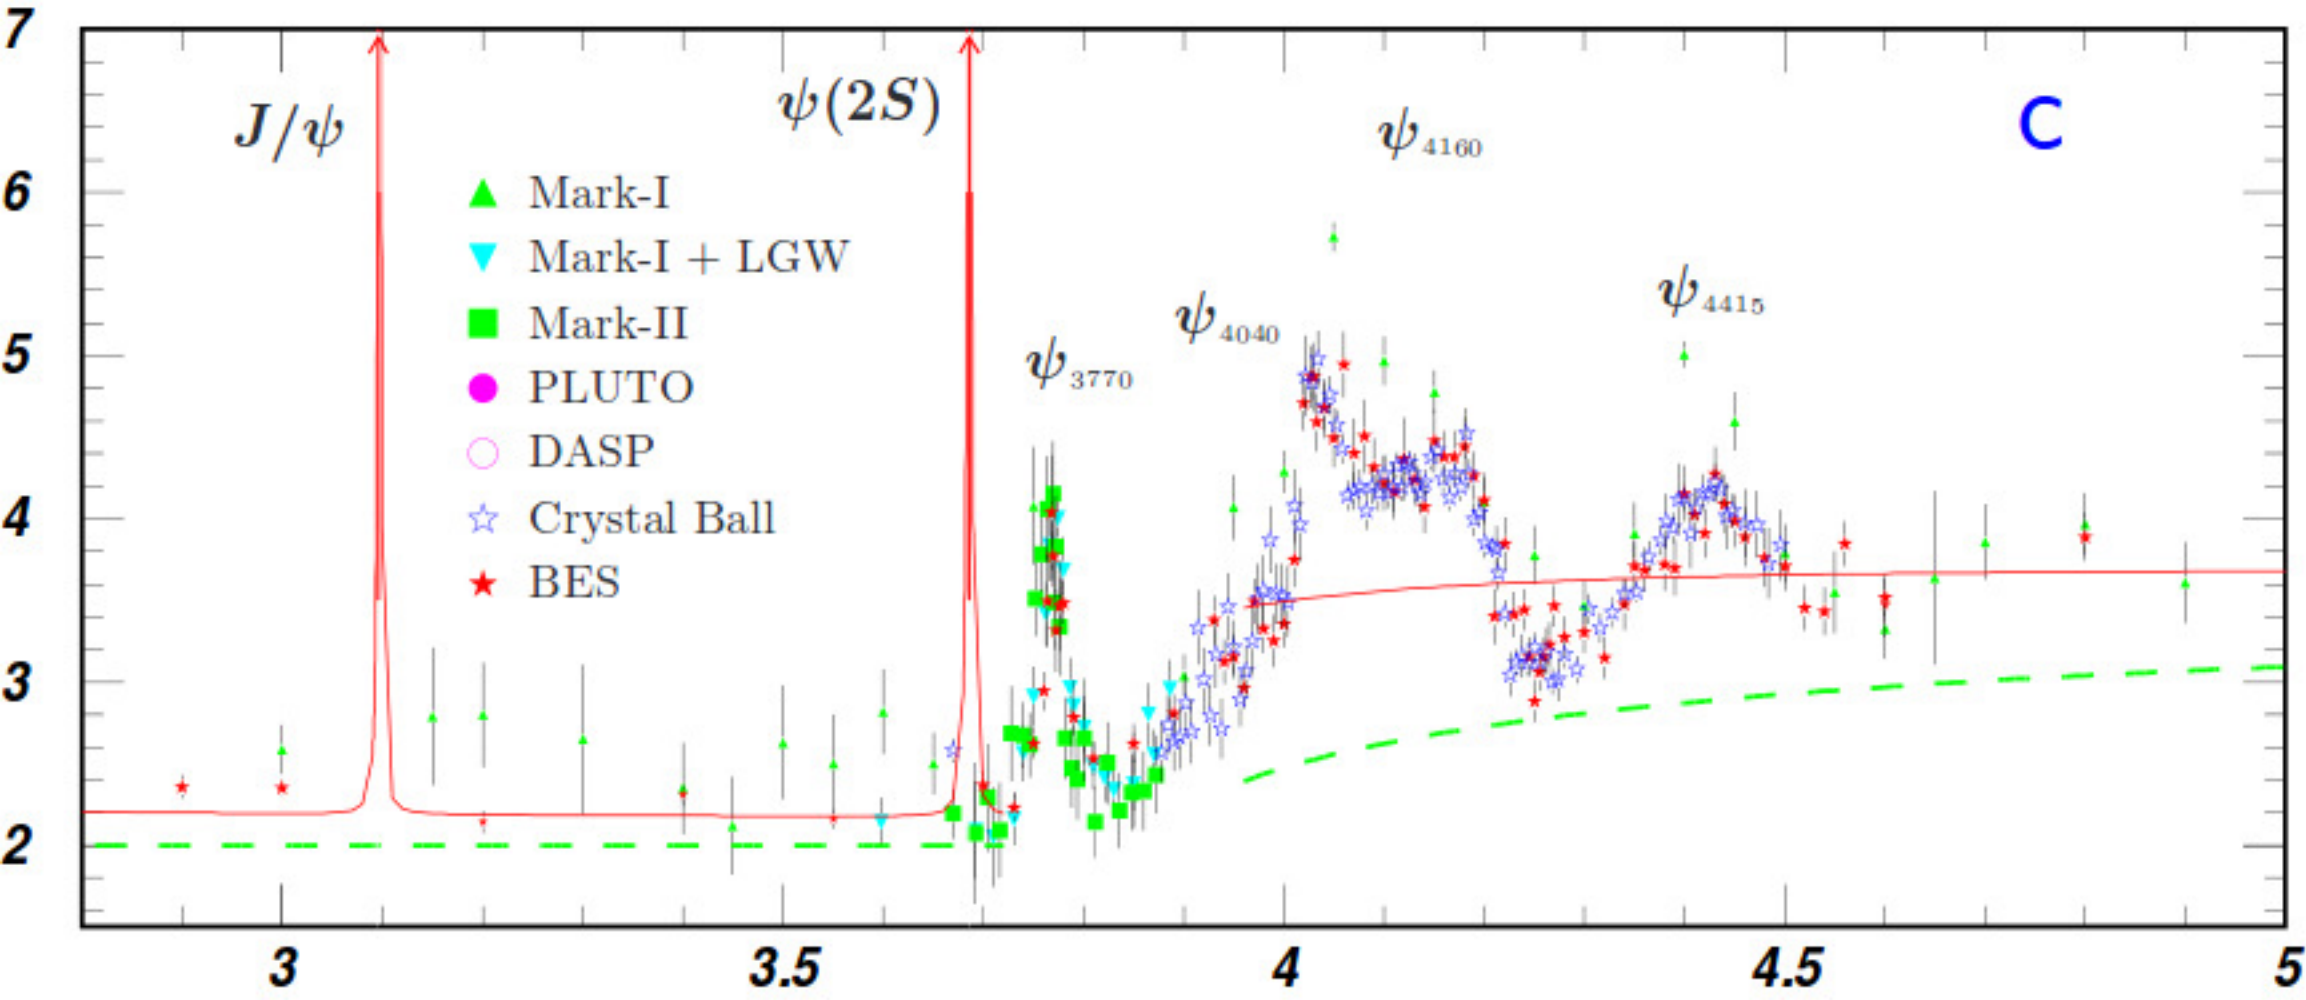 7
J/ψ
ψ(2S)
ψ4160
C
6
Mark-I
Mark-I + LGW
ψ4040
ψ4415
Mark-II
5
ψ3770
PLUTO
DASP
4
Crystal Ball
BES
3
2
3 3.5 4 4.5 5